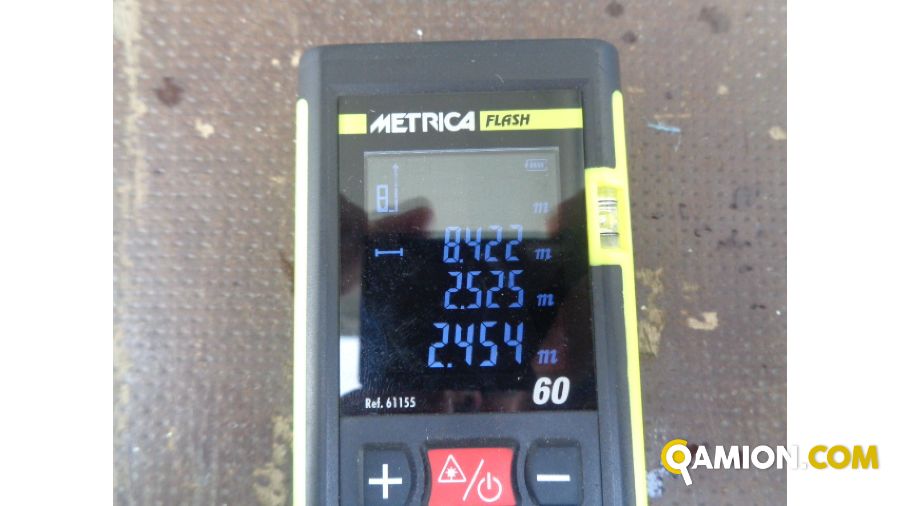 METRICA FLASH
m
8.422 m
2.525 m
2.454 m
Ref. 61155
60
QAMION.COM